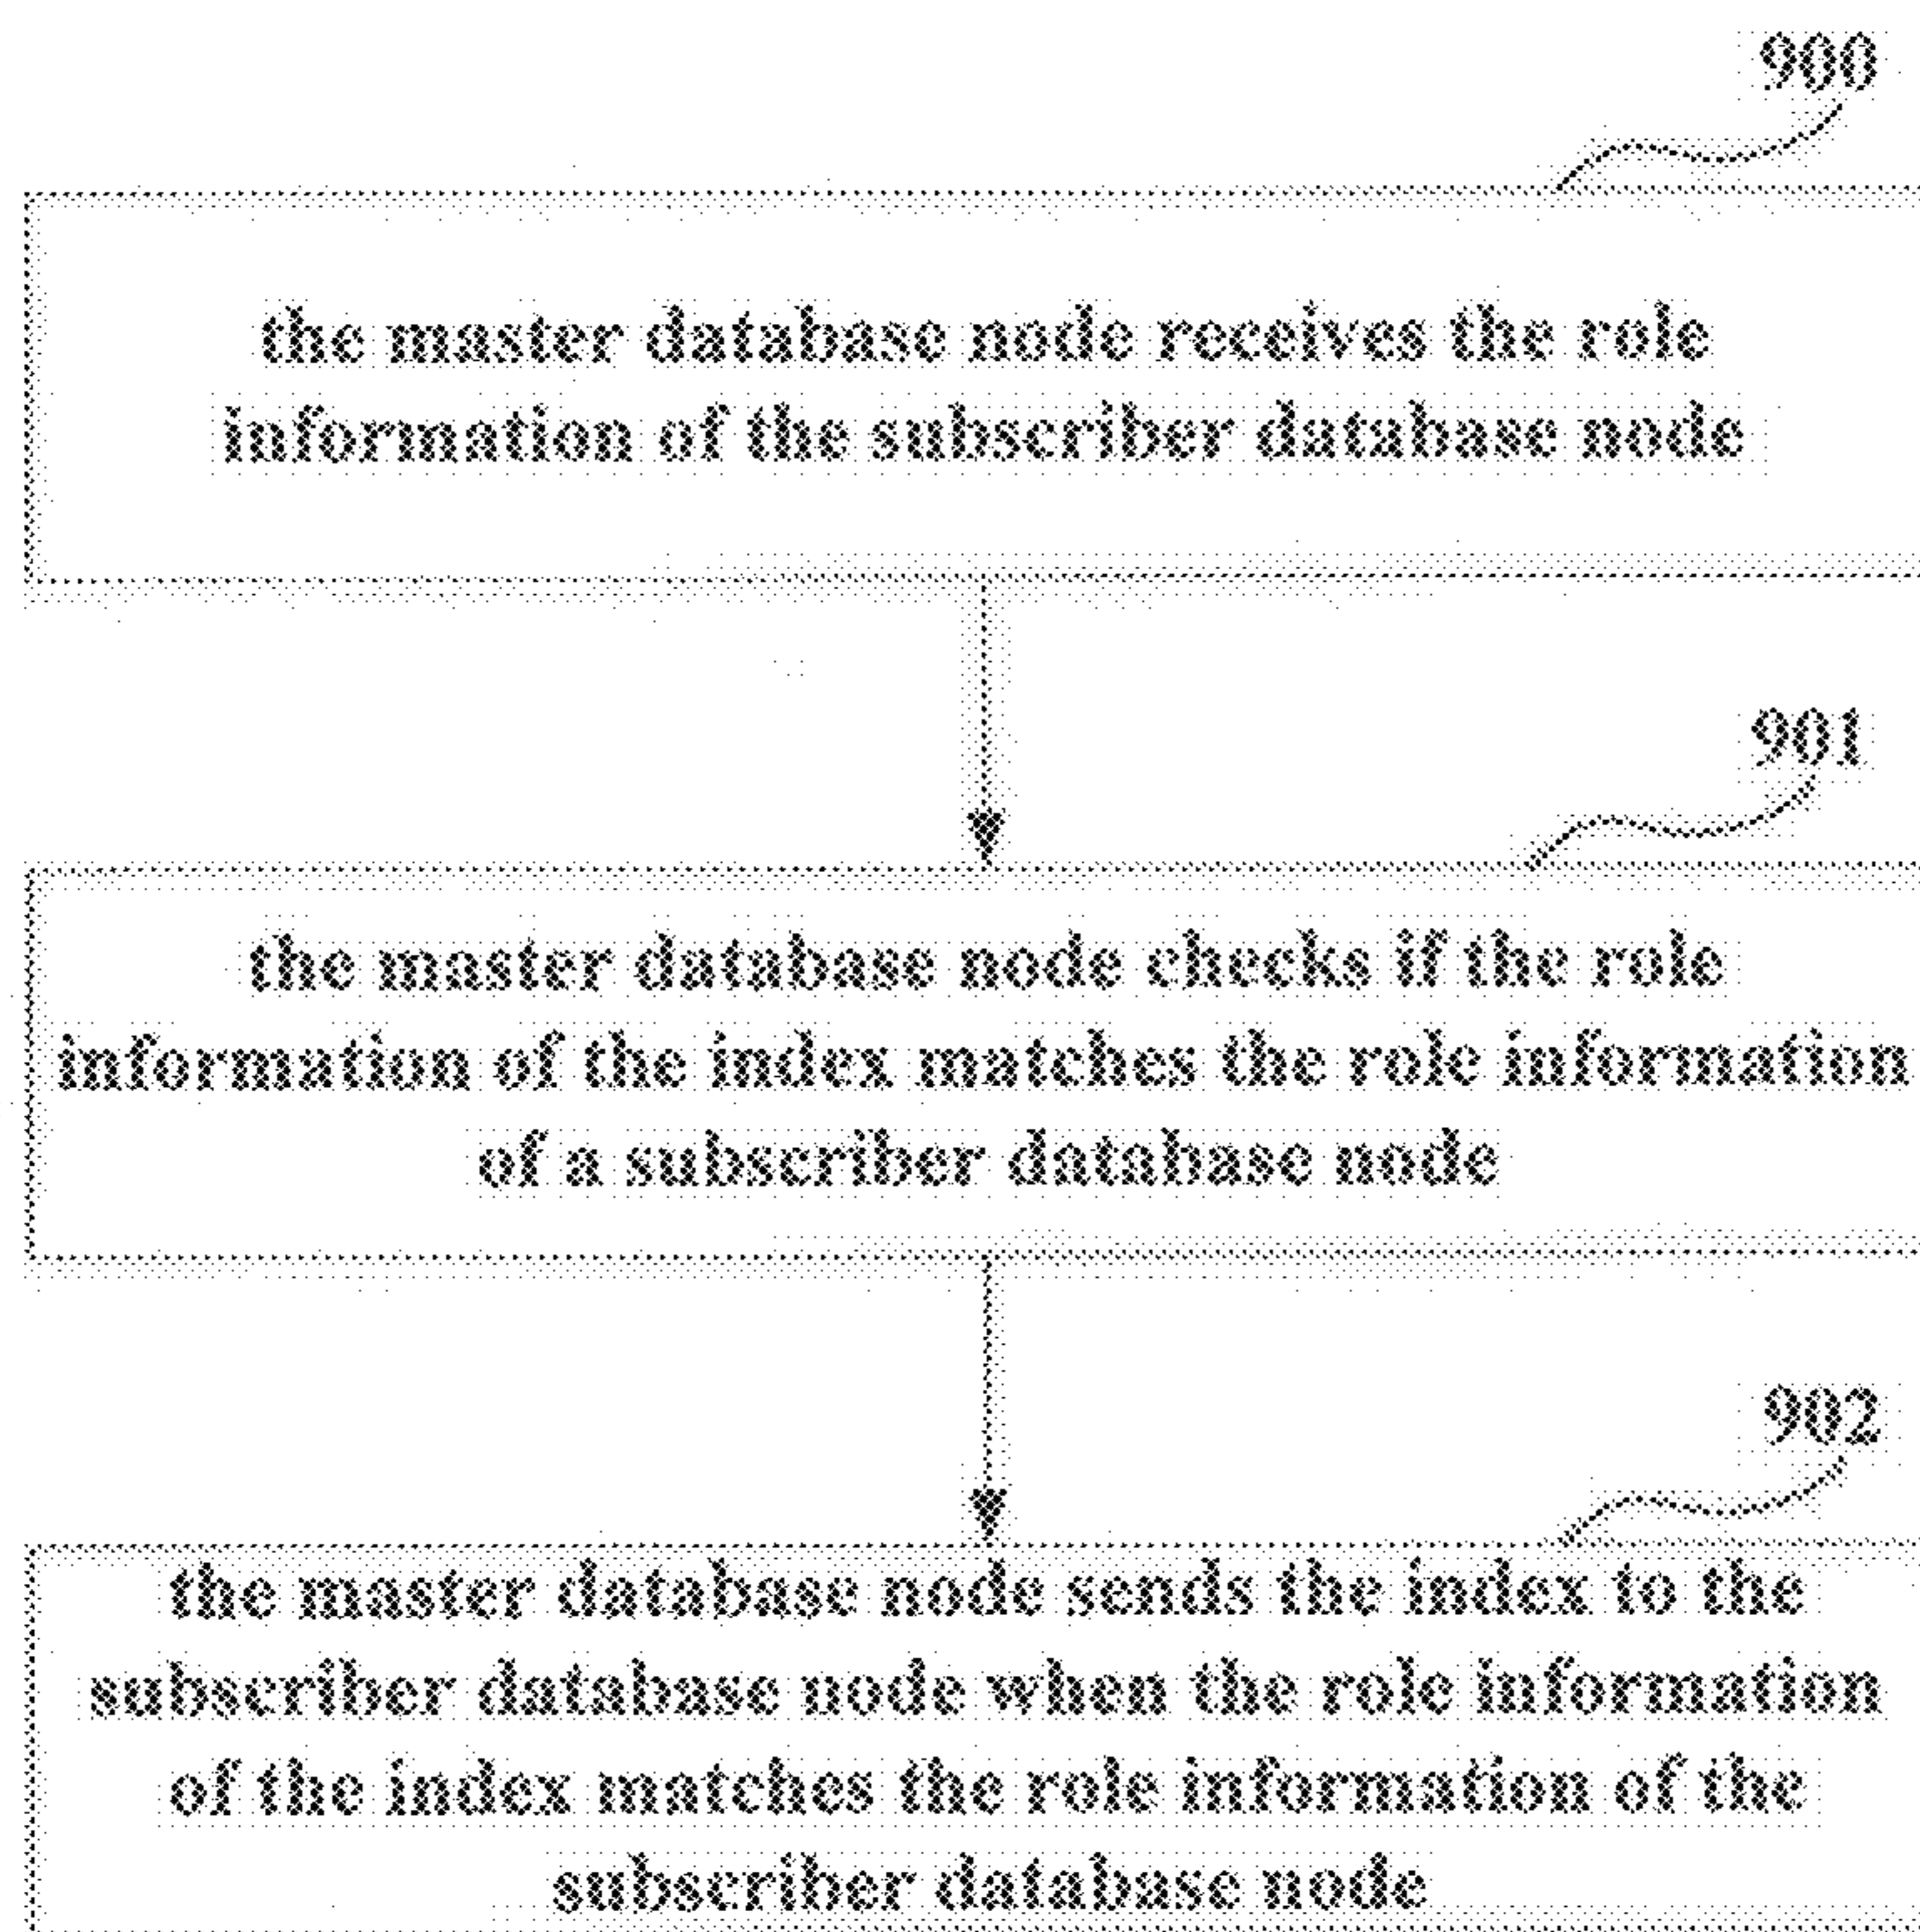 900
the master database node receives the role
information of the subscriber database node
901
the master database node checks if the role
information of the index matches the role information
of a subscriber database node
902
the master database node sends the index to the
subscriber database node when the role information
of the index matches the role information of the
subscriber database node